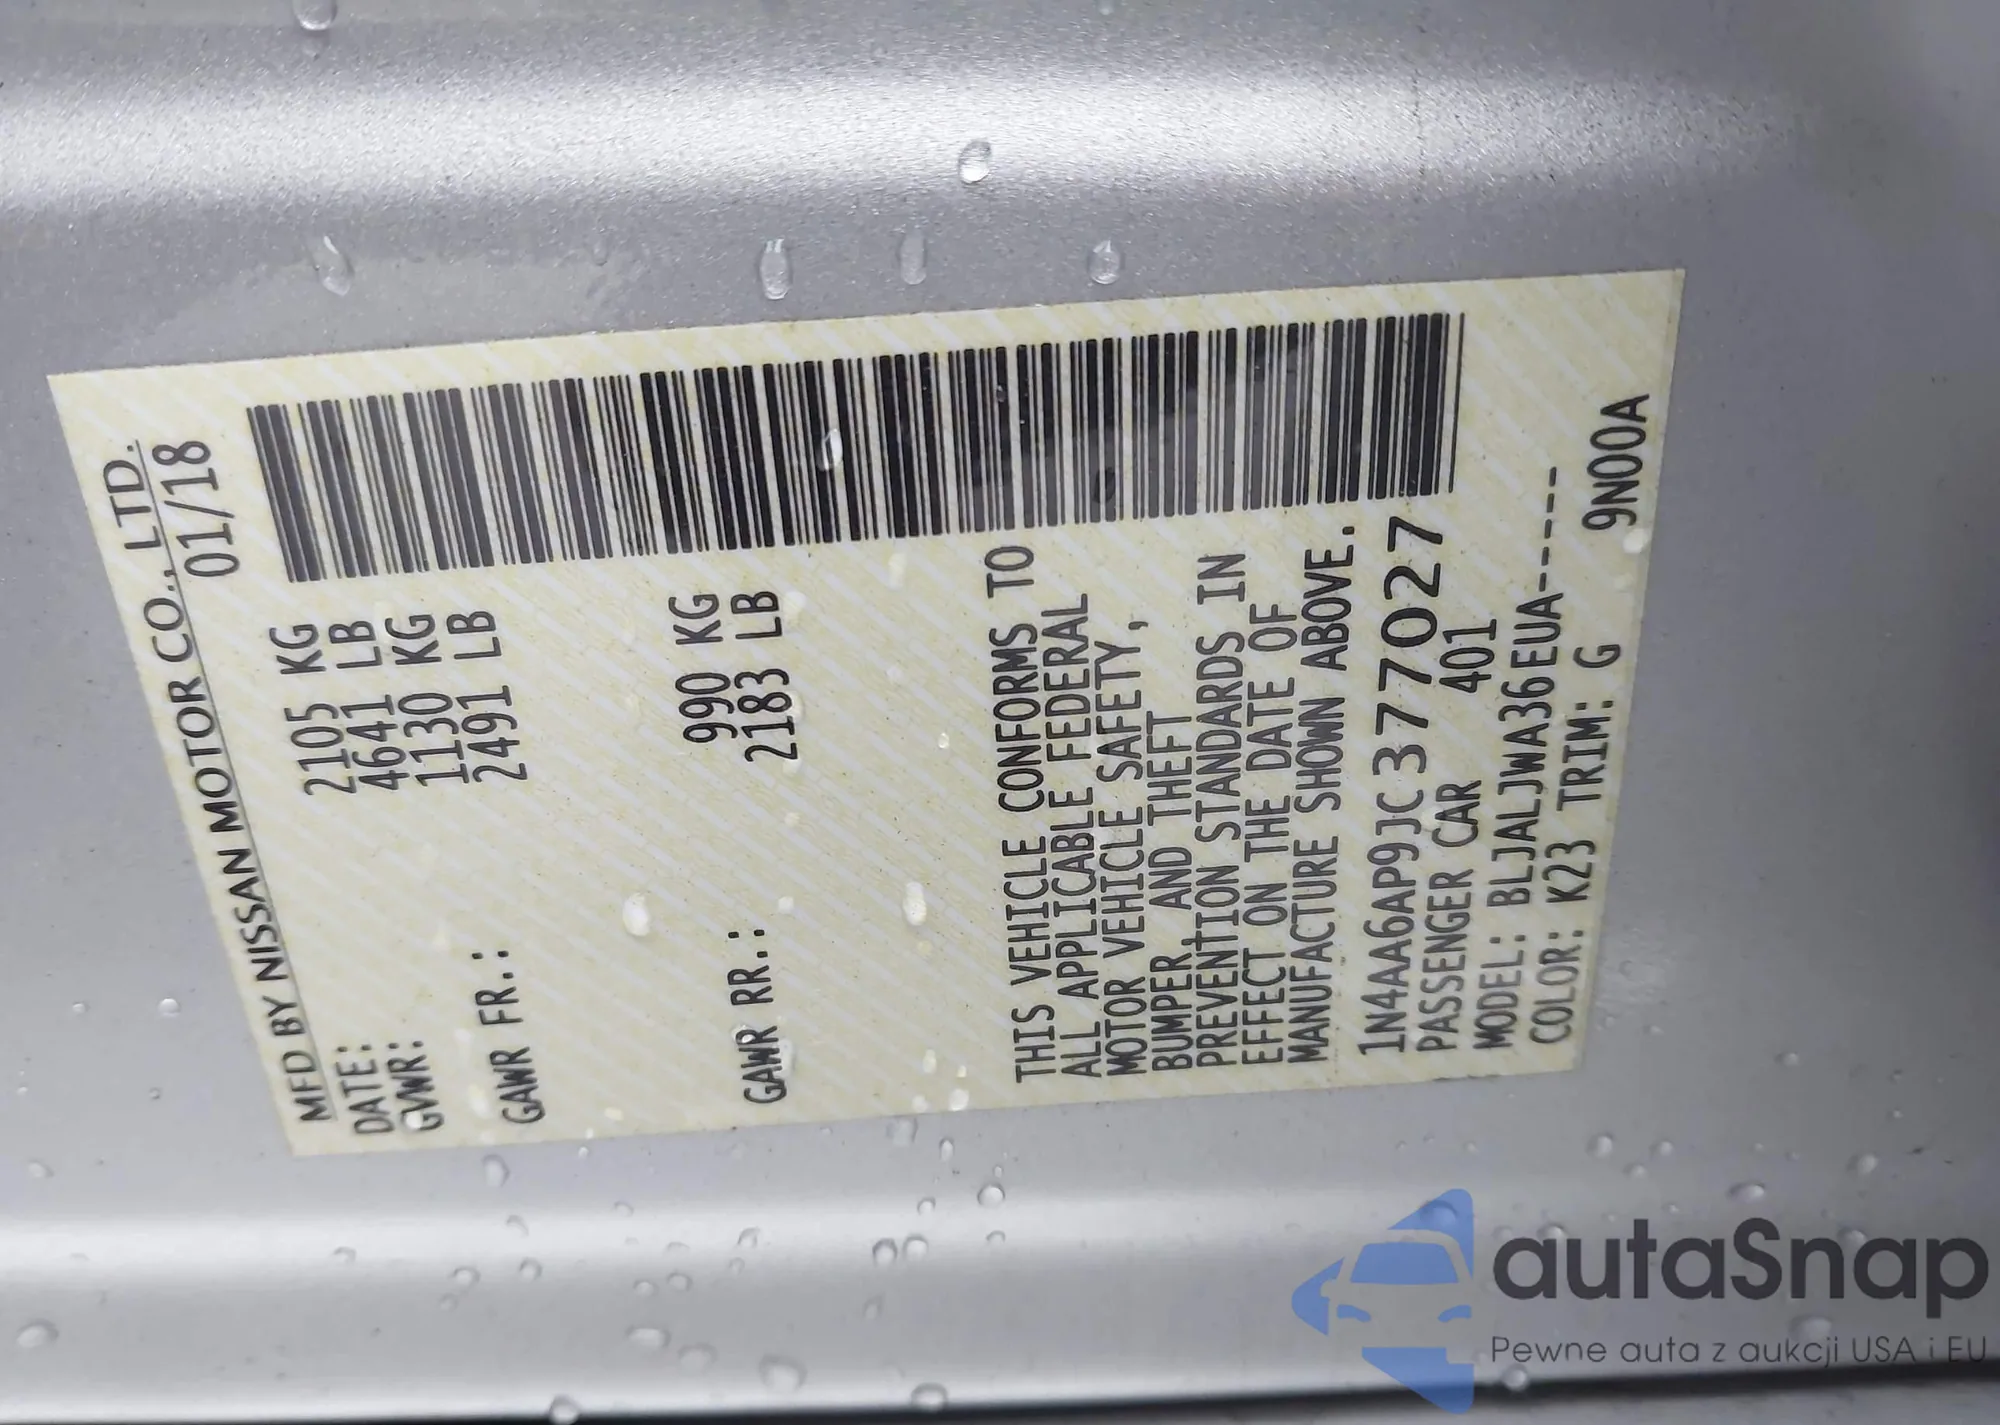 MFD BY NISSAN MOTOR CO., LTD.
DATE: 01/18
GVWR: 2105 KG
4641 LB
GAWR FR.: 1130 KG
2491 LB
GAWR RR.: 990 KG
2183 LB
THIS VEHICLE CONFORMS TO
ALL APPLICABLE FEDERAL
MOTOR VEHICLE SAFETY,
BUMPER, AND THEFT
PREVENTION STANDARDS IN
EFFECT ON THE DATE OF
MANUFACTURE SHOWN ABOVE.
1N4AA6AP9JC377027
PASSENGER CAR 401
MODEL: BLJALJWA36EUA-----
COLOR: K23 TRIM: G 9N00A
autaSnap
Pewne auta z aukcji USA i EU